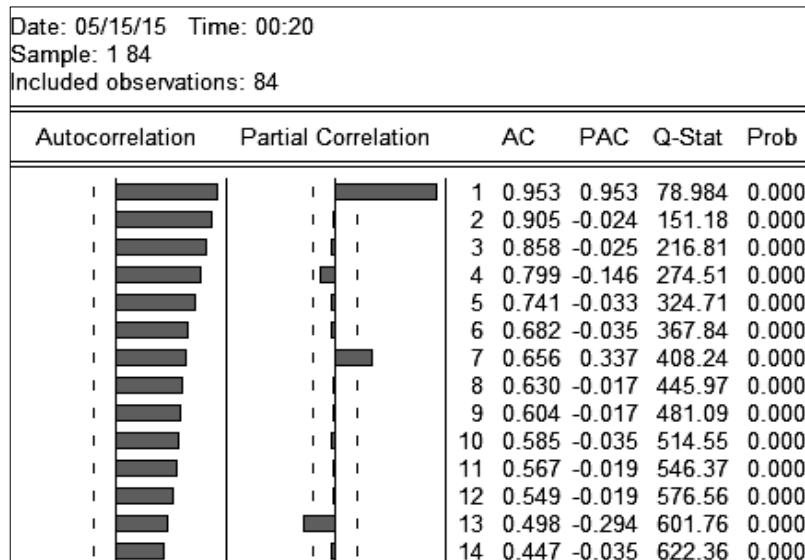 Date: 05/15/15 Time: 00:20
Sample: 1 84
Included observations: 84
Autocorrelation Partial Correlation AC PAC Q-Stat Prob
1 0.953 0.953 78.984 0.000
2 0.905 -0.024 151.18 0.000
3 0.858 -0.025 216.81 0.000
4 0.799 -0.146 274.51 0.000
5 0.741 -0.033 324.71 0.000
6 0.682 -0.035 367.84 0.000
7 0.656 0.337 408.24 0.000
8 0.630 -0.017 445.97 0.000
9 0.604 -0.017 481.09 0.000
10 0.585 -0.035 514.55 0.000
11 0.567 -0.019 546.37 0.000
12 0.549 -0.019 576.56 0.000
13 0.498 -0.294 601.76 0.000
14 0.447 -0.035 622.36 0.000